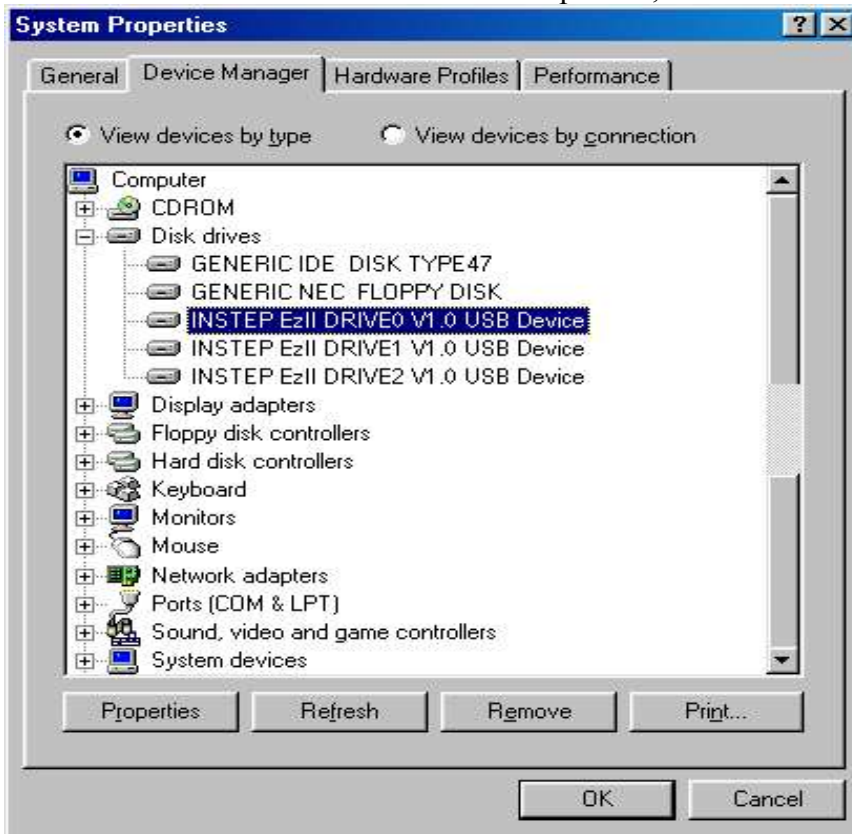 System Properties
General Device Manager Hardware Profiles Performance
View devices by type View devices by connection
Computer
CDROM
Disk drives
GENERIC IDE DISK TYPE47
GENERIC NEC FLOPPY DISK
INSTEP EzII DRIVE0 V1.0 USB Device
INSTEP EzII DRIVE1 V1.0 USB Device
INSTEP EzII DRIVE2 V1.0 USB Device
Display adapters
Floppy disk controllers
Hard disk controllers
Keyboard
Monitors
Mouse
Network adapters
Ports (COM & LPT)
Sound, video and game controllers
System devices
Properties Refresh Remove Print...
OK Cancel